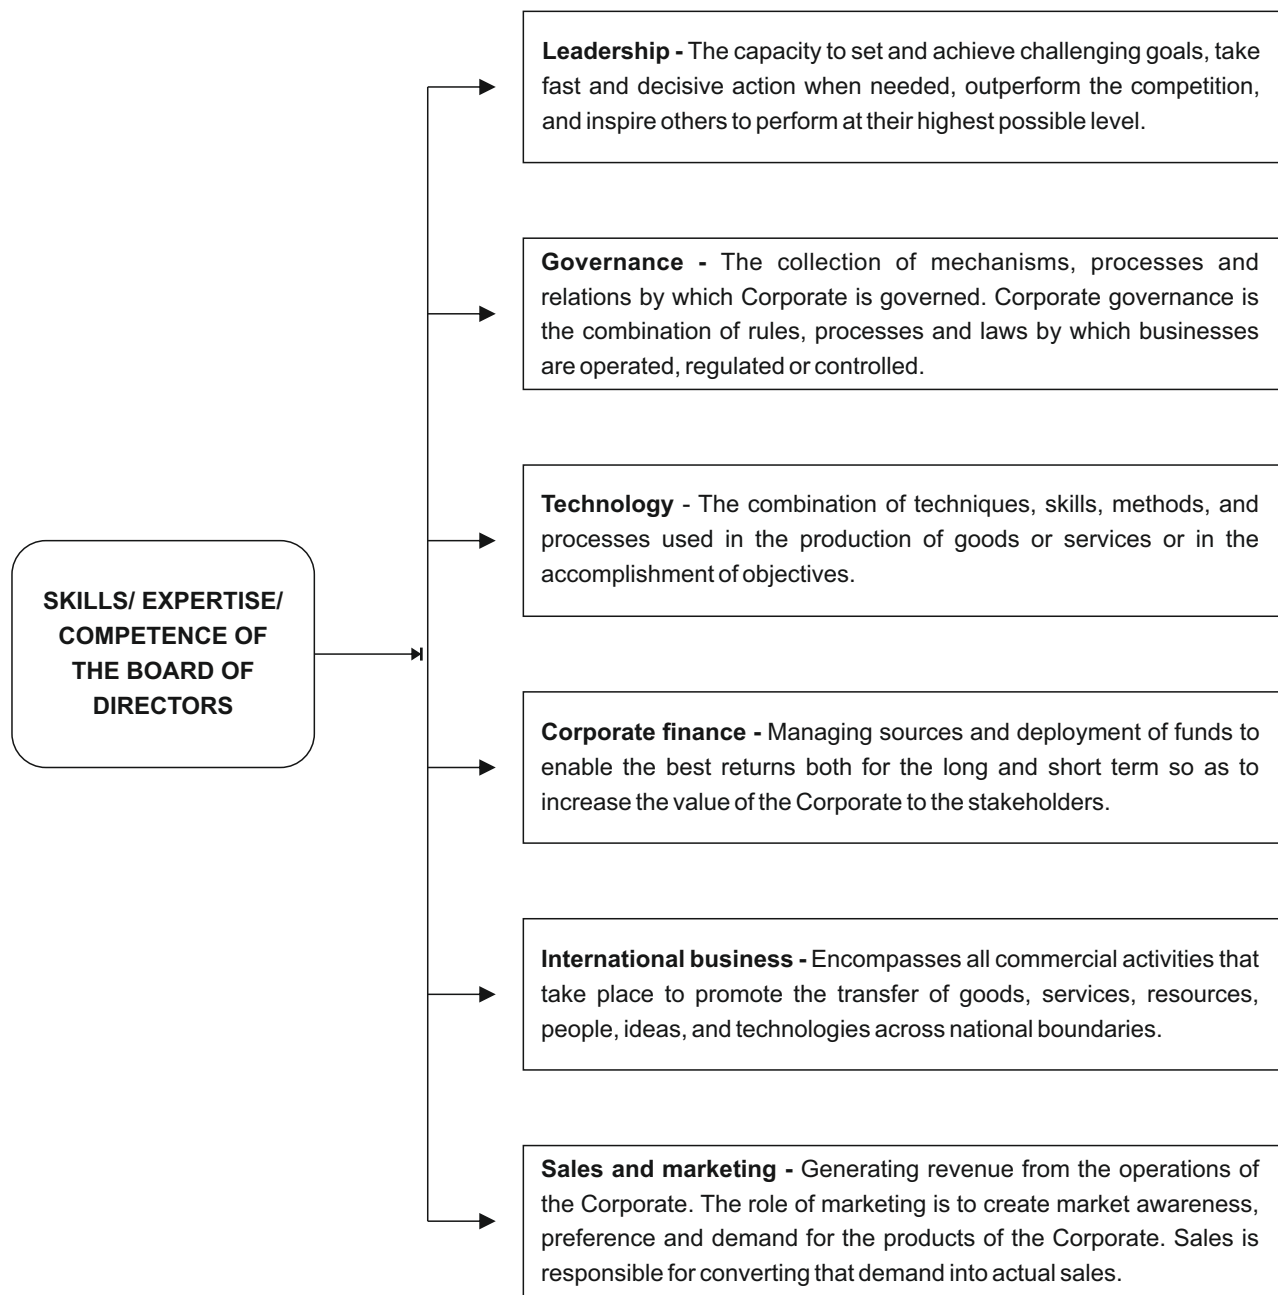 Leadership - The capacity to set and achieve challenging goals, take
fast and decisive action when needed, outperform the competition,
and inspire others to perform at their highest possible level.
Governance - The collection of mechanisms, processes and
relations by which Corporate is governed. Corporate governance is
the combination of rules, processes and laws by which businesses
are operated, regulated or controlled.
Technology - The combination of techniques, skills, methods, and
processes used in the production of goods or services or in the
accomplishment of objectives.
SKILLS/ EXPERTISE/
COMPETENCE OF
THE BOARD OF
DIRECTORS
Corporate finance - Managing sources and deployment of funds to
enable the best returns both for the long and short term so as to
increase the value of the Corporate to the stakeholders.
International business - Encompasses all commercial activities that
take place to promote the transfer of goods, services, resources,
people, ideas, and technologies across national boundaries.
Sales and marketing - Generating revenue from the operations of
the Corporate. The role of marketing is to create market awareness,
preference and demand for the products of the Corporate. Sales is
responsible for converting that demand into actual sales.